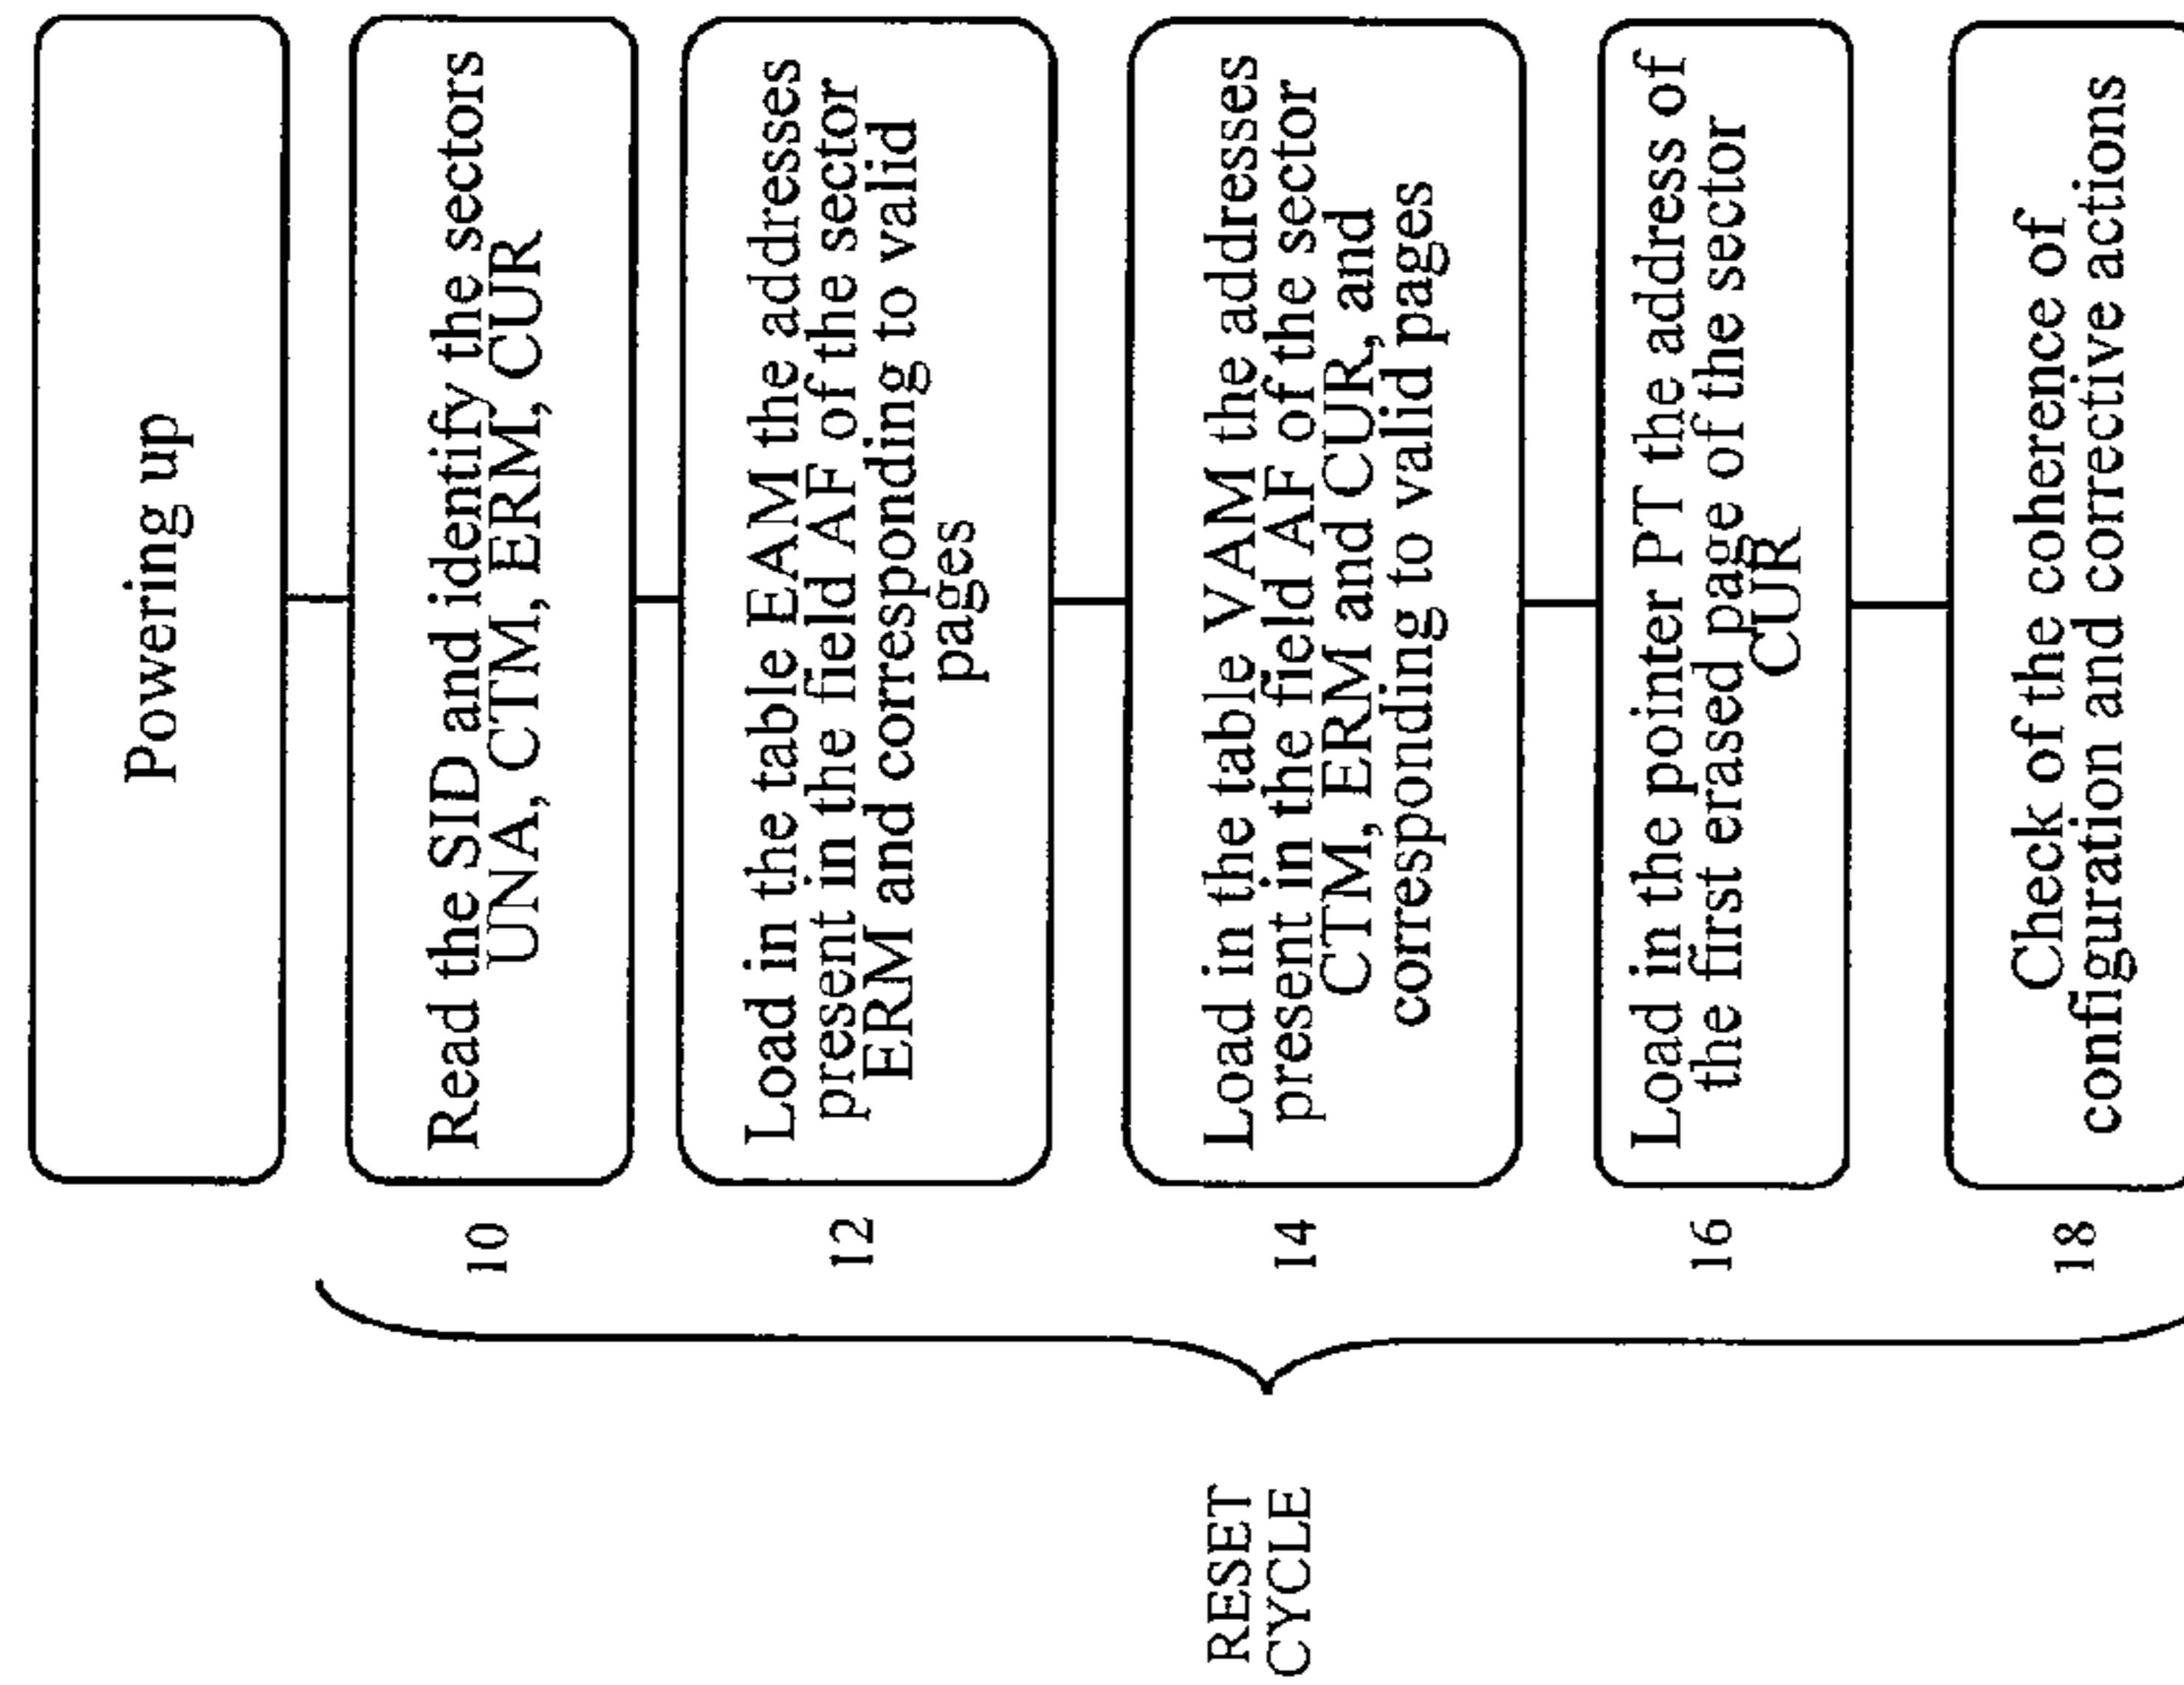 Powering up
Read the SID and identify the sectors
UNA, CTM, ERM, CUR
10
Load in the table EAM the addresses
present in the field AF of the sector
ERM and corresponding to valid
pages
12
Load in the table VAM the addresses
present in the field AF of the sector
CTM, ERM and CUR, and
corresponding to valid pages
14
Load in the pointer PT the address of
the first erased page of the sector
CUR
16
Check of the coherence of
configuration and corrective actions
18
RESET
CYCLE